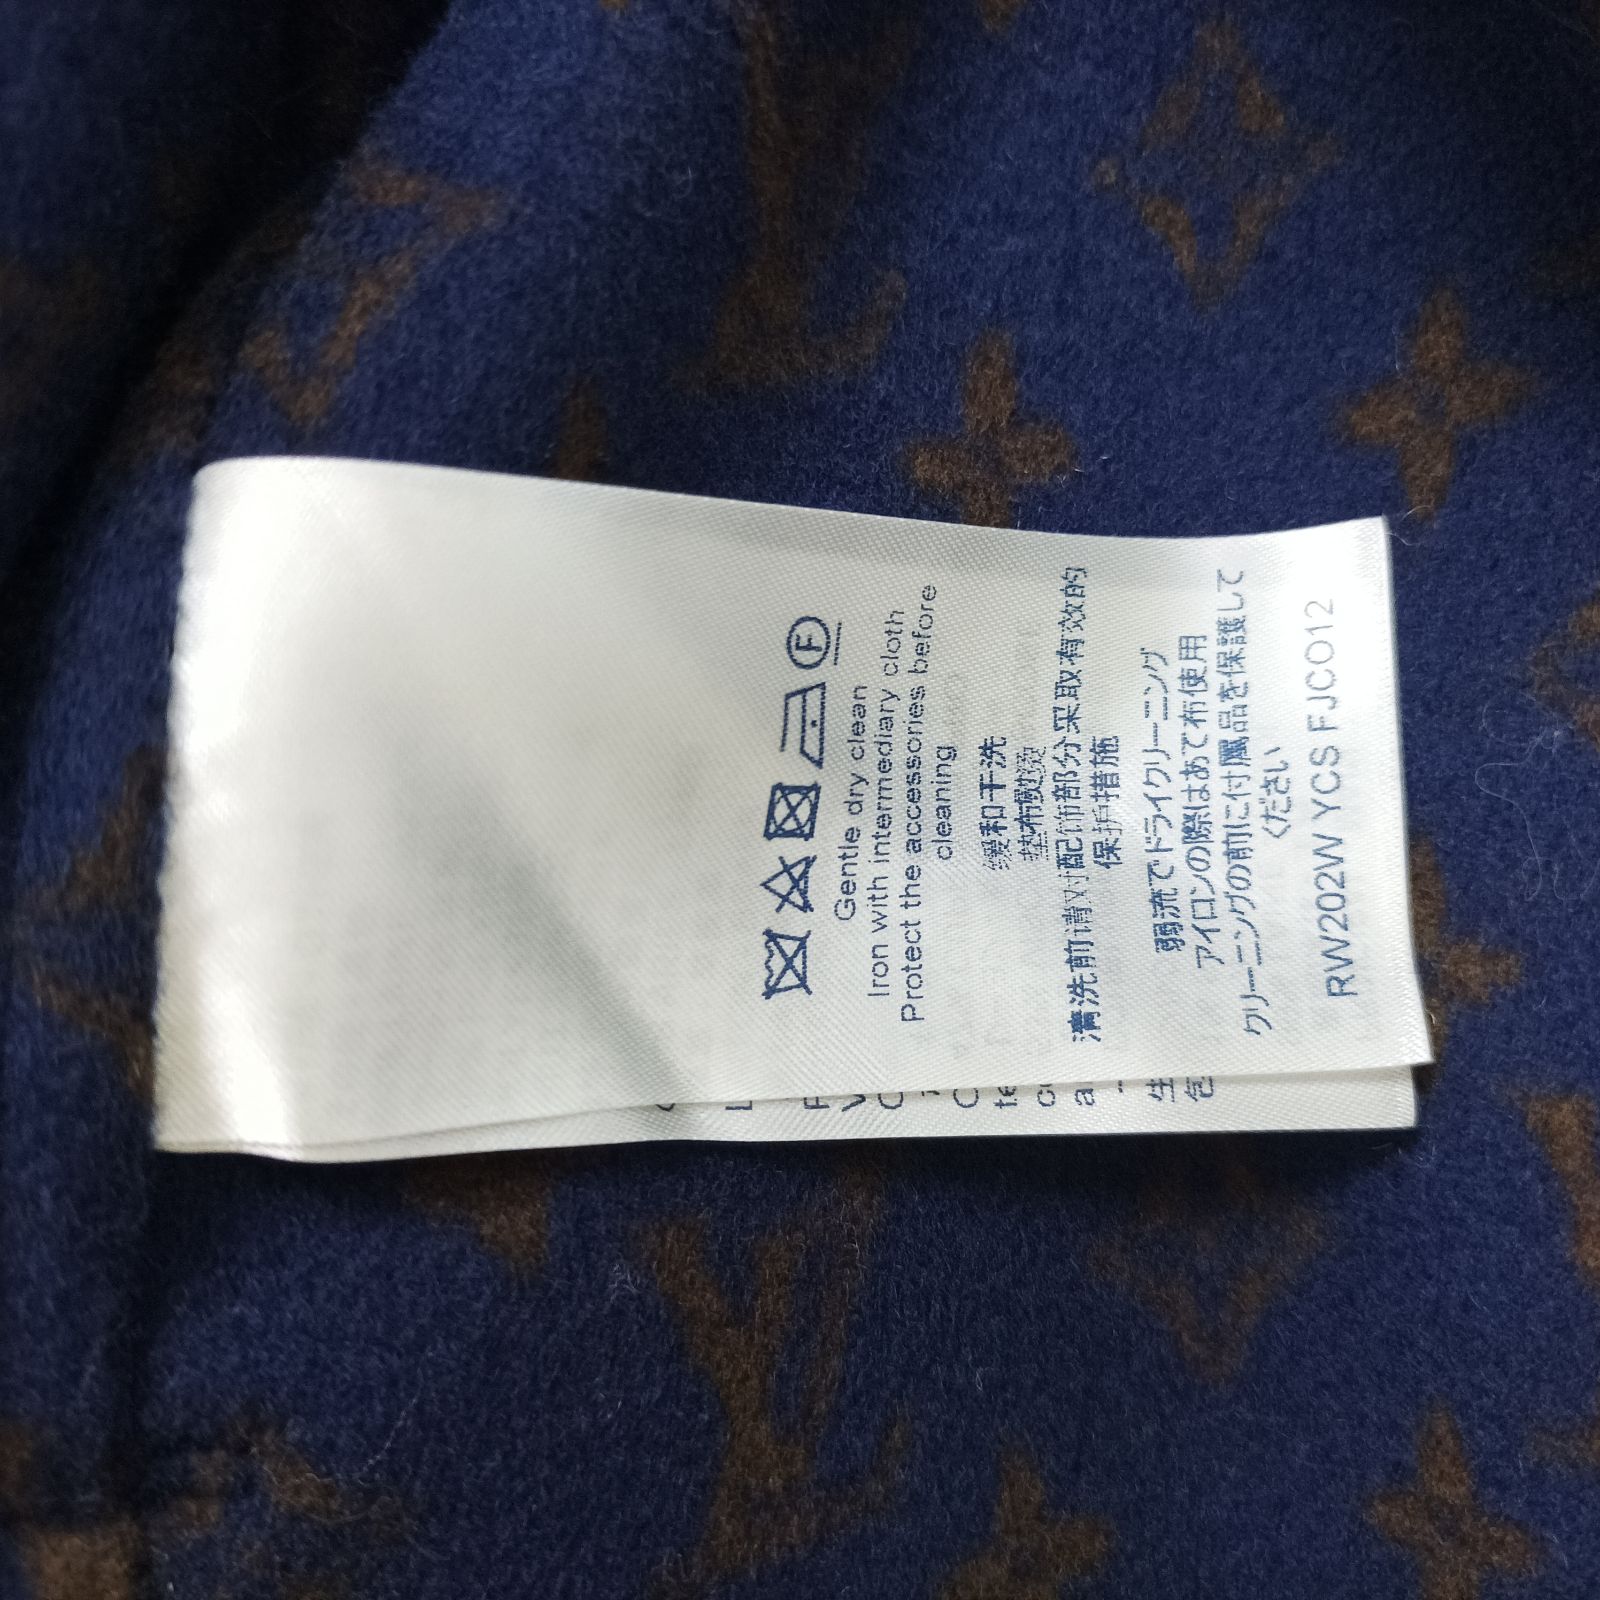 F
Gentle dry clean
Iron with intermediary cloth
Protect the accessories before
cleaning
缓和干洗
垫布熨烫
清洗前请对配饰部分采取有效的
保护措施
弱流でドライクリーニング
アイロンの際はあて布使用
クリーニングの前に付属品を保護して
ください
RW202W YCS FJCO12
生
包